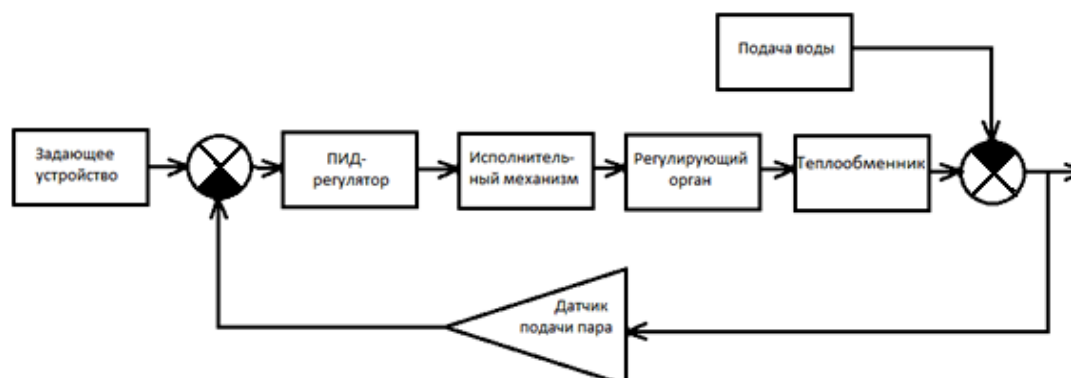 Подача воды
Задающее
устройство
ПИД-
регулятор
Исполнитель-
ный механизм
Регулирующий
орган
Теплообменник
Датчик
подачи пара